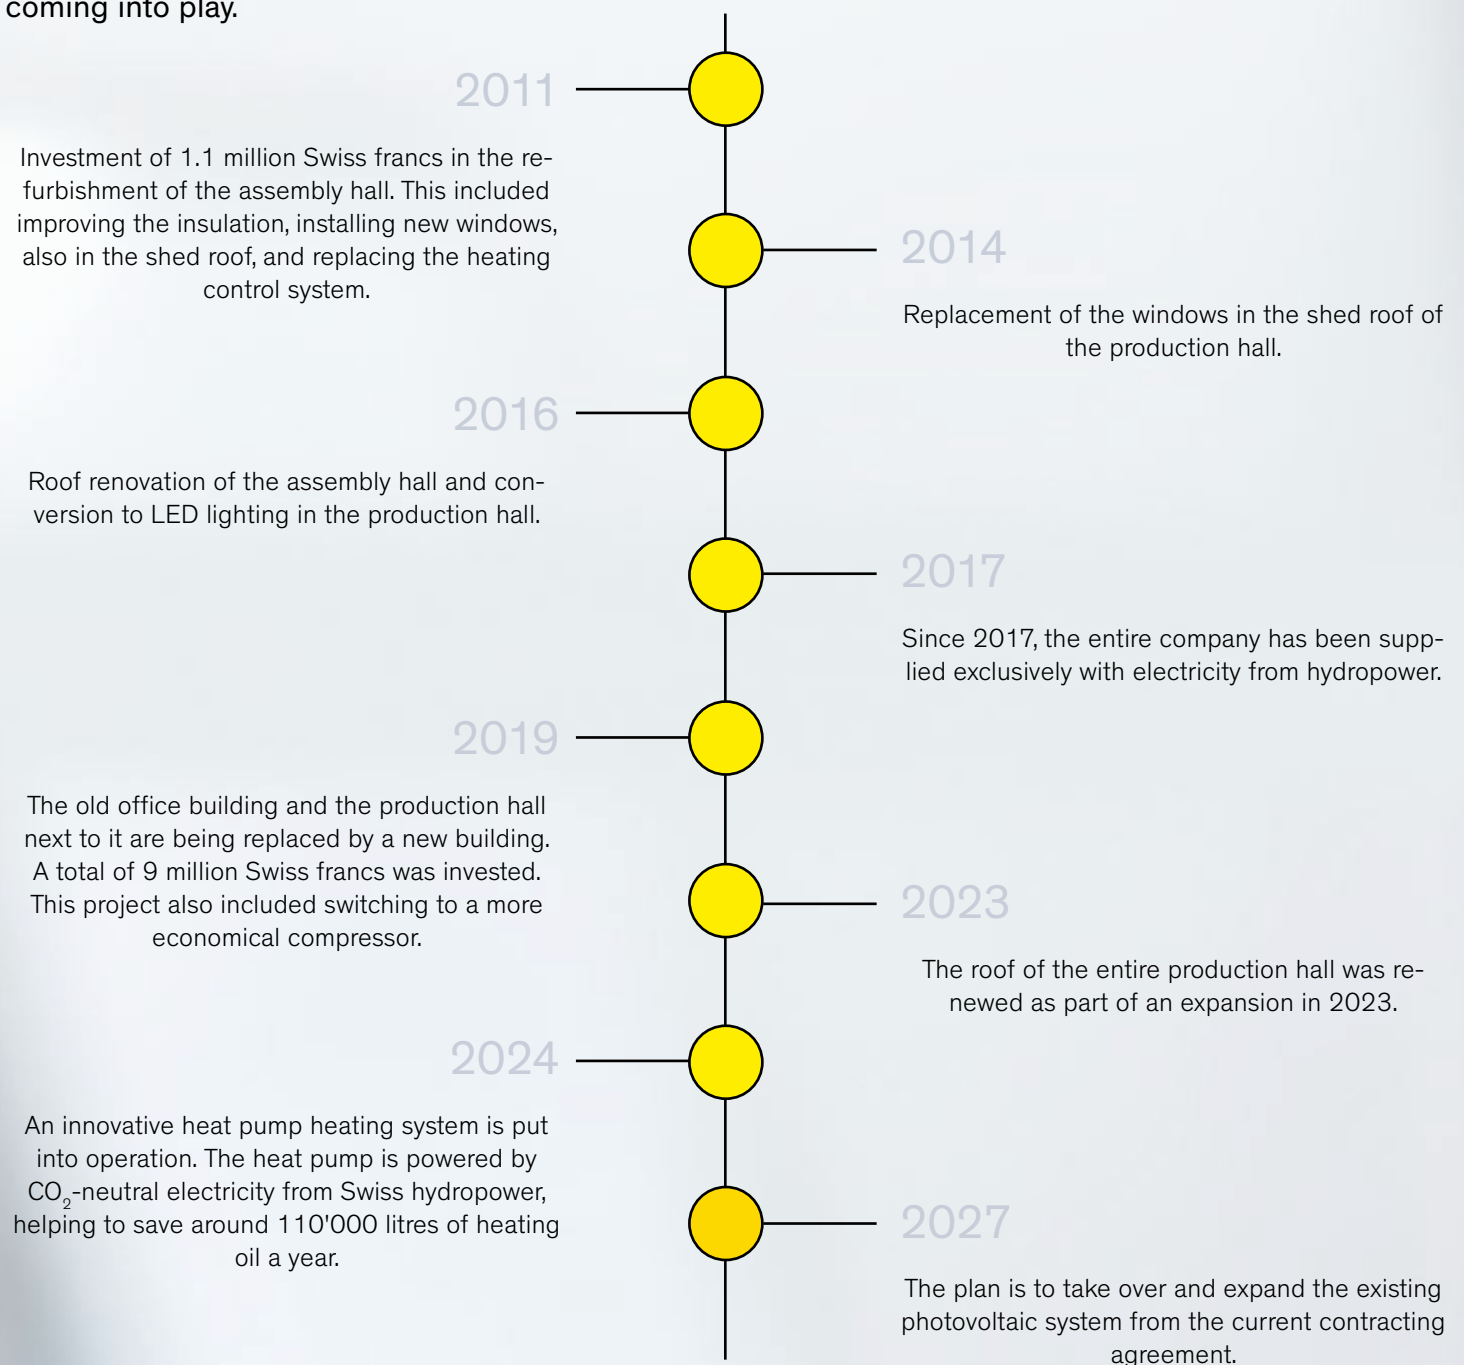 coming into play.
2011
Investment of 1.1 million Swiss francs in the re-
furbishment of the assembly hall. This included
improving the insulation, installing new windows,
also in the shed roof, and replacing the heating
control system.
2014
Replacement of the windows in the shed roof of
the production hall.
2016
Roof renovation of the assembly hall and con-
version to LED lighting in the production hall.
2017
Since 2017, the entire company has been supp-
lied exclusively with electricity from hydropower.
2019
The old office building and the production hall
next to it are being replaced by a new building.
A total of 9 million Swiss francs was invested.
This project also included switching to a more
economical compressor.
2023
The roof of the entire production hall was re-
newed as part of an expansion in 2023.
2024
An innovative heat pump heating system is put
into operation. The heat pump is powered by
CO₂-neutral electricity from Swiss hydropower,
helping to save around 110'000 litres of heating
oil a year.
2027
The plan is to take over and expand the existing
photovoltaic system from the current contracting
agreement.